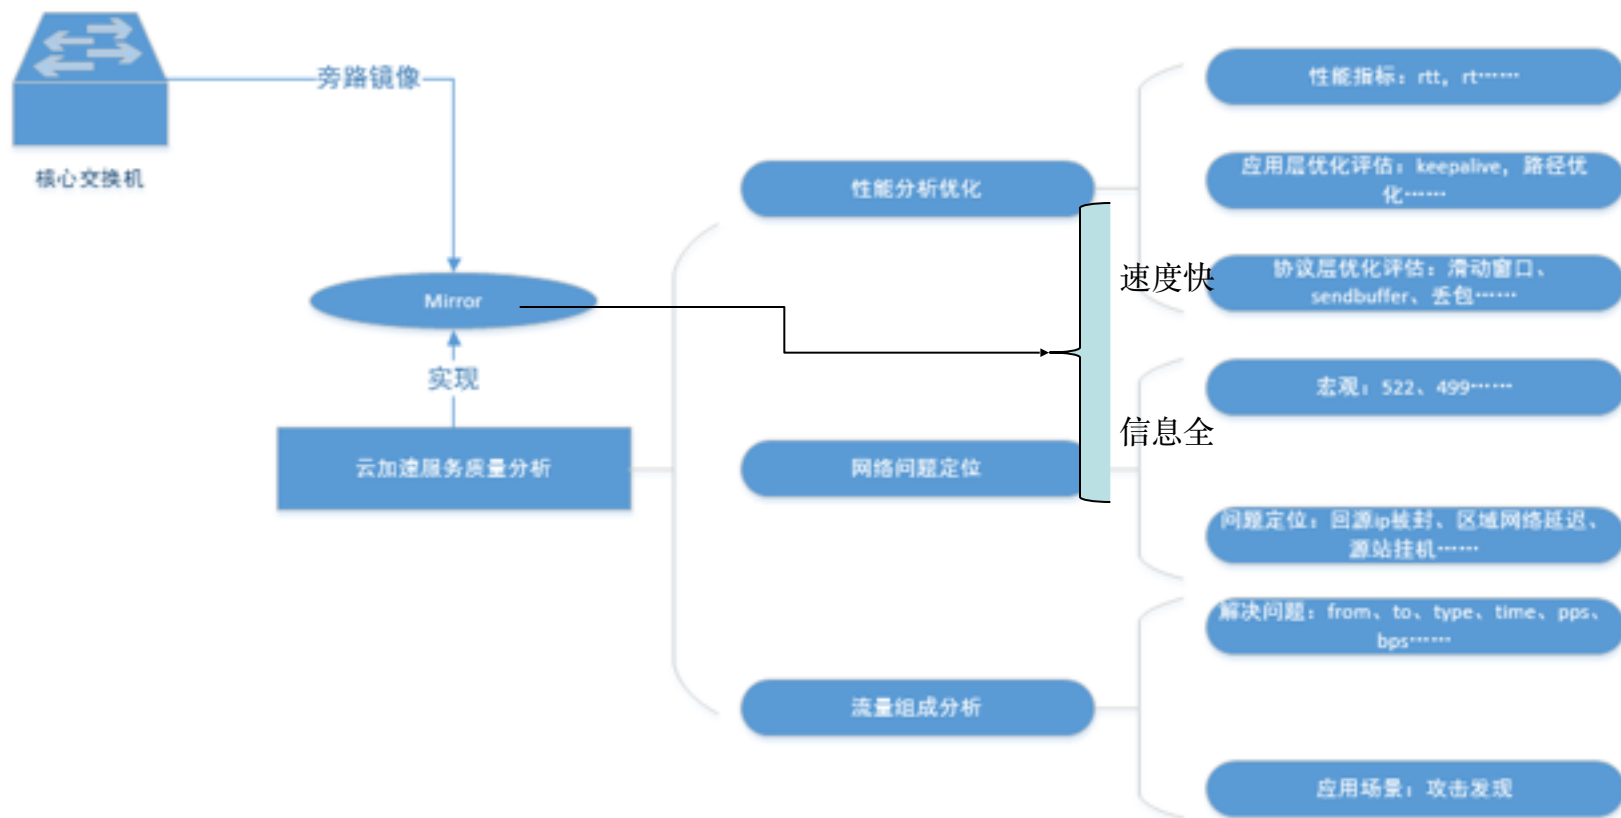 旁路镜像
核心交换机
Mirror
实现
云加速服务质量分析
性能分析优化
性能指标：rtt，rt……
应用层优化评估：keepalive，路径优
化……
协议层优化评估：滑动窗口、
sendbuffer、丢包……
速度快
信息全
网络问题定位
宏观：522、499……
问题定位：回源ip被封、区域网络延迟、
源站挂机……
流量组成分析
解决问题：from、to、type、time、pps、
bps……
应用场景：攻击发现